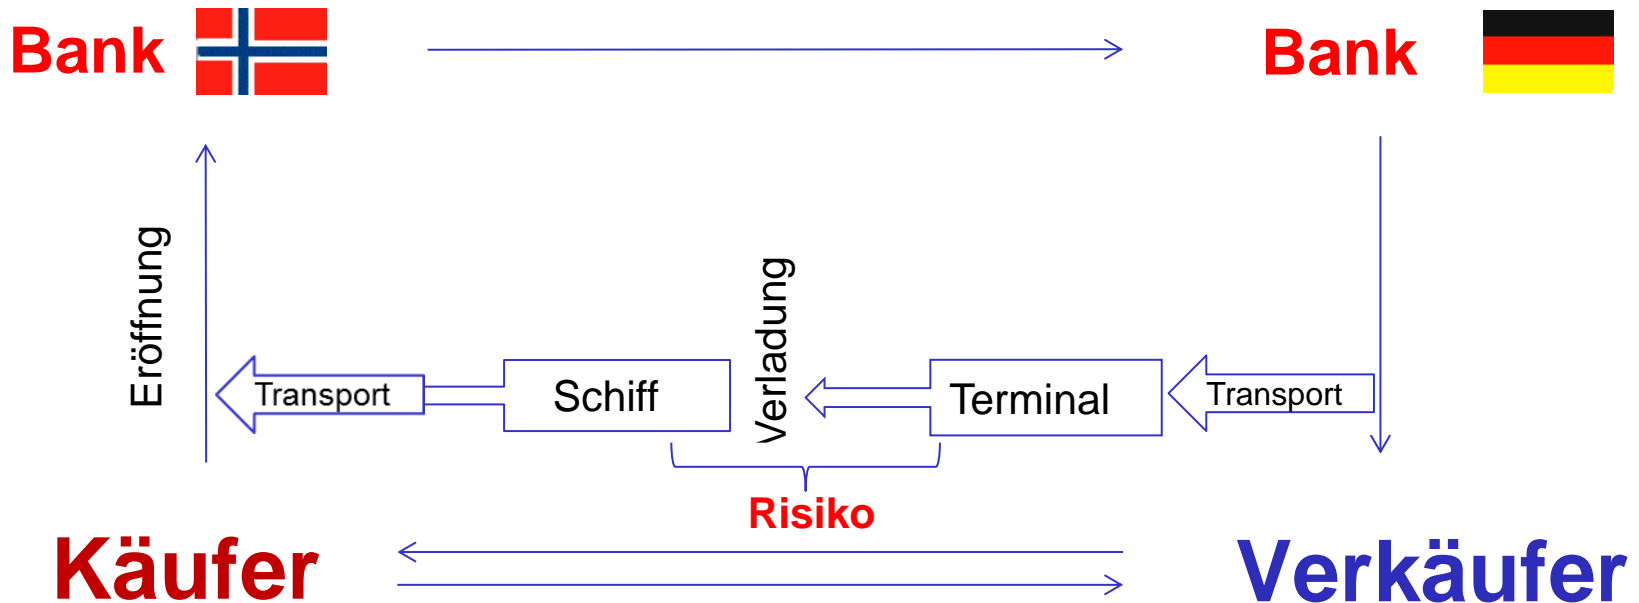 Bank
Bank
Eröffnung
Transport
Schiff
Verladung
Terminal
Transport
Risiko
Käufer
Verkäufer